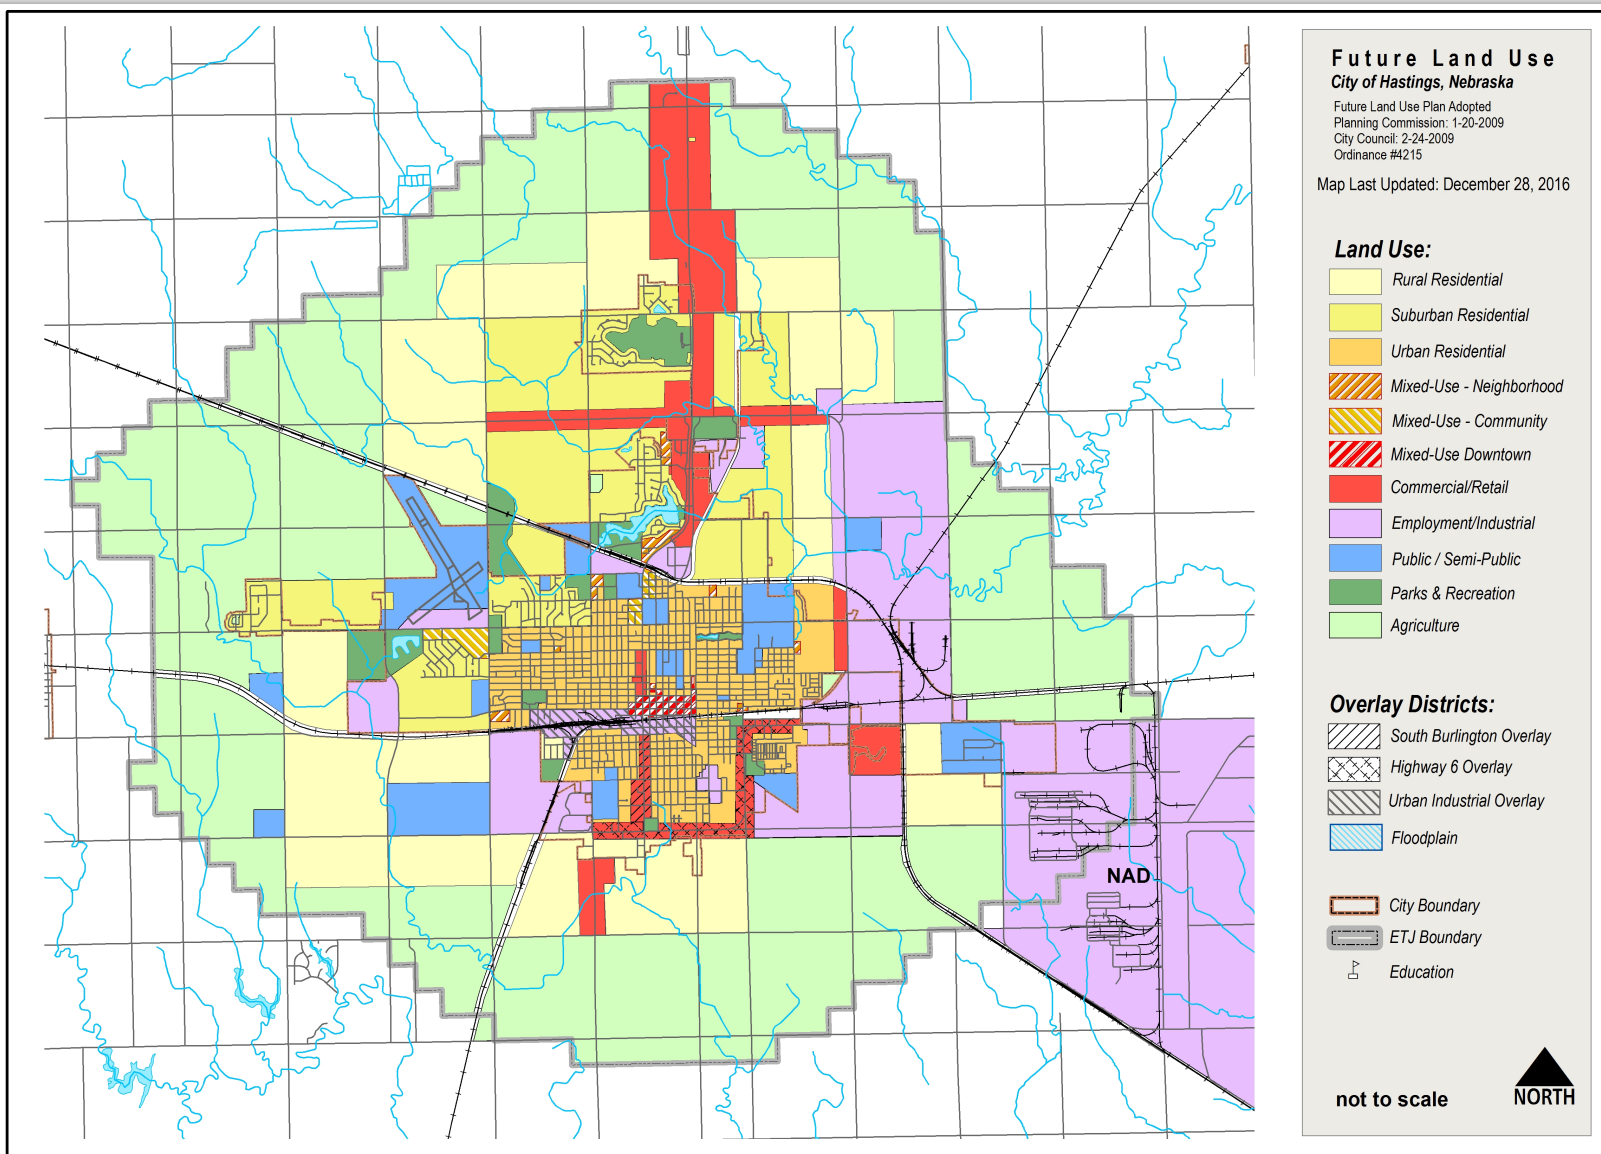 Future Land Use
City of Hastings, Nebraska
Future Land Use Plan Adopted
Planning Commission: 1-20-2009
City Council: 2-24-2009
Ordinance #4215
Map Last Updated: December 28, 2016
Land Use:
Rural Residential
Suburban Residential
Urban Residential
Mixed-Use - Neighborhood
Mixed-Use - Community
Mixed-Use Downtown
Commercial/Retail
Employment/Industrial
Public / Semi-Public
Parks & Recreation
Agriculture
Overlay Districts:
South Burlington Overlay
Highway 6 Overlay
Urban Industrial Overlay
Floodplain
City Boundary
ETJ Boundary
Education
not to scale
NORTH
NAD